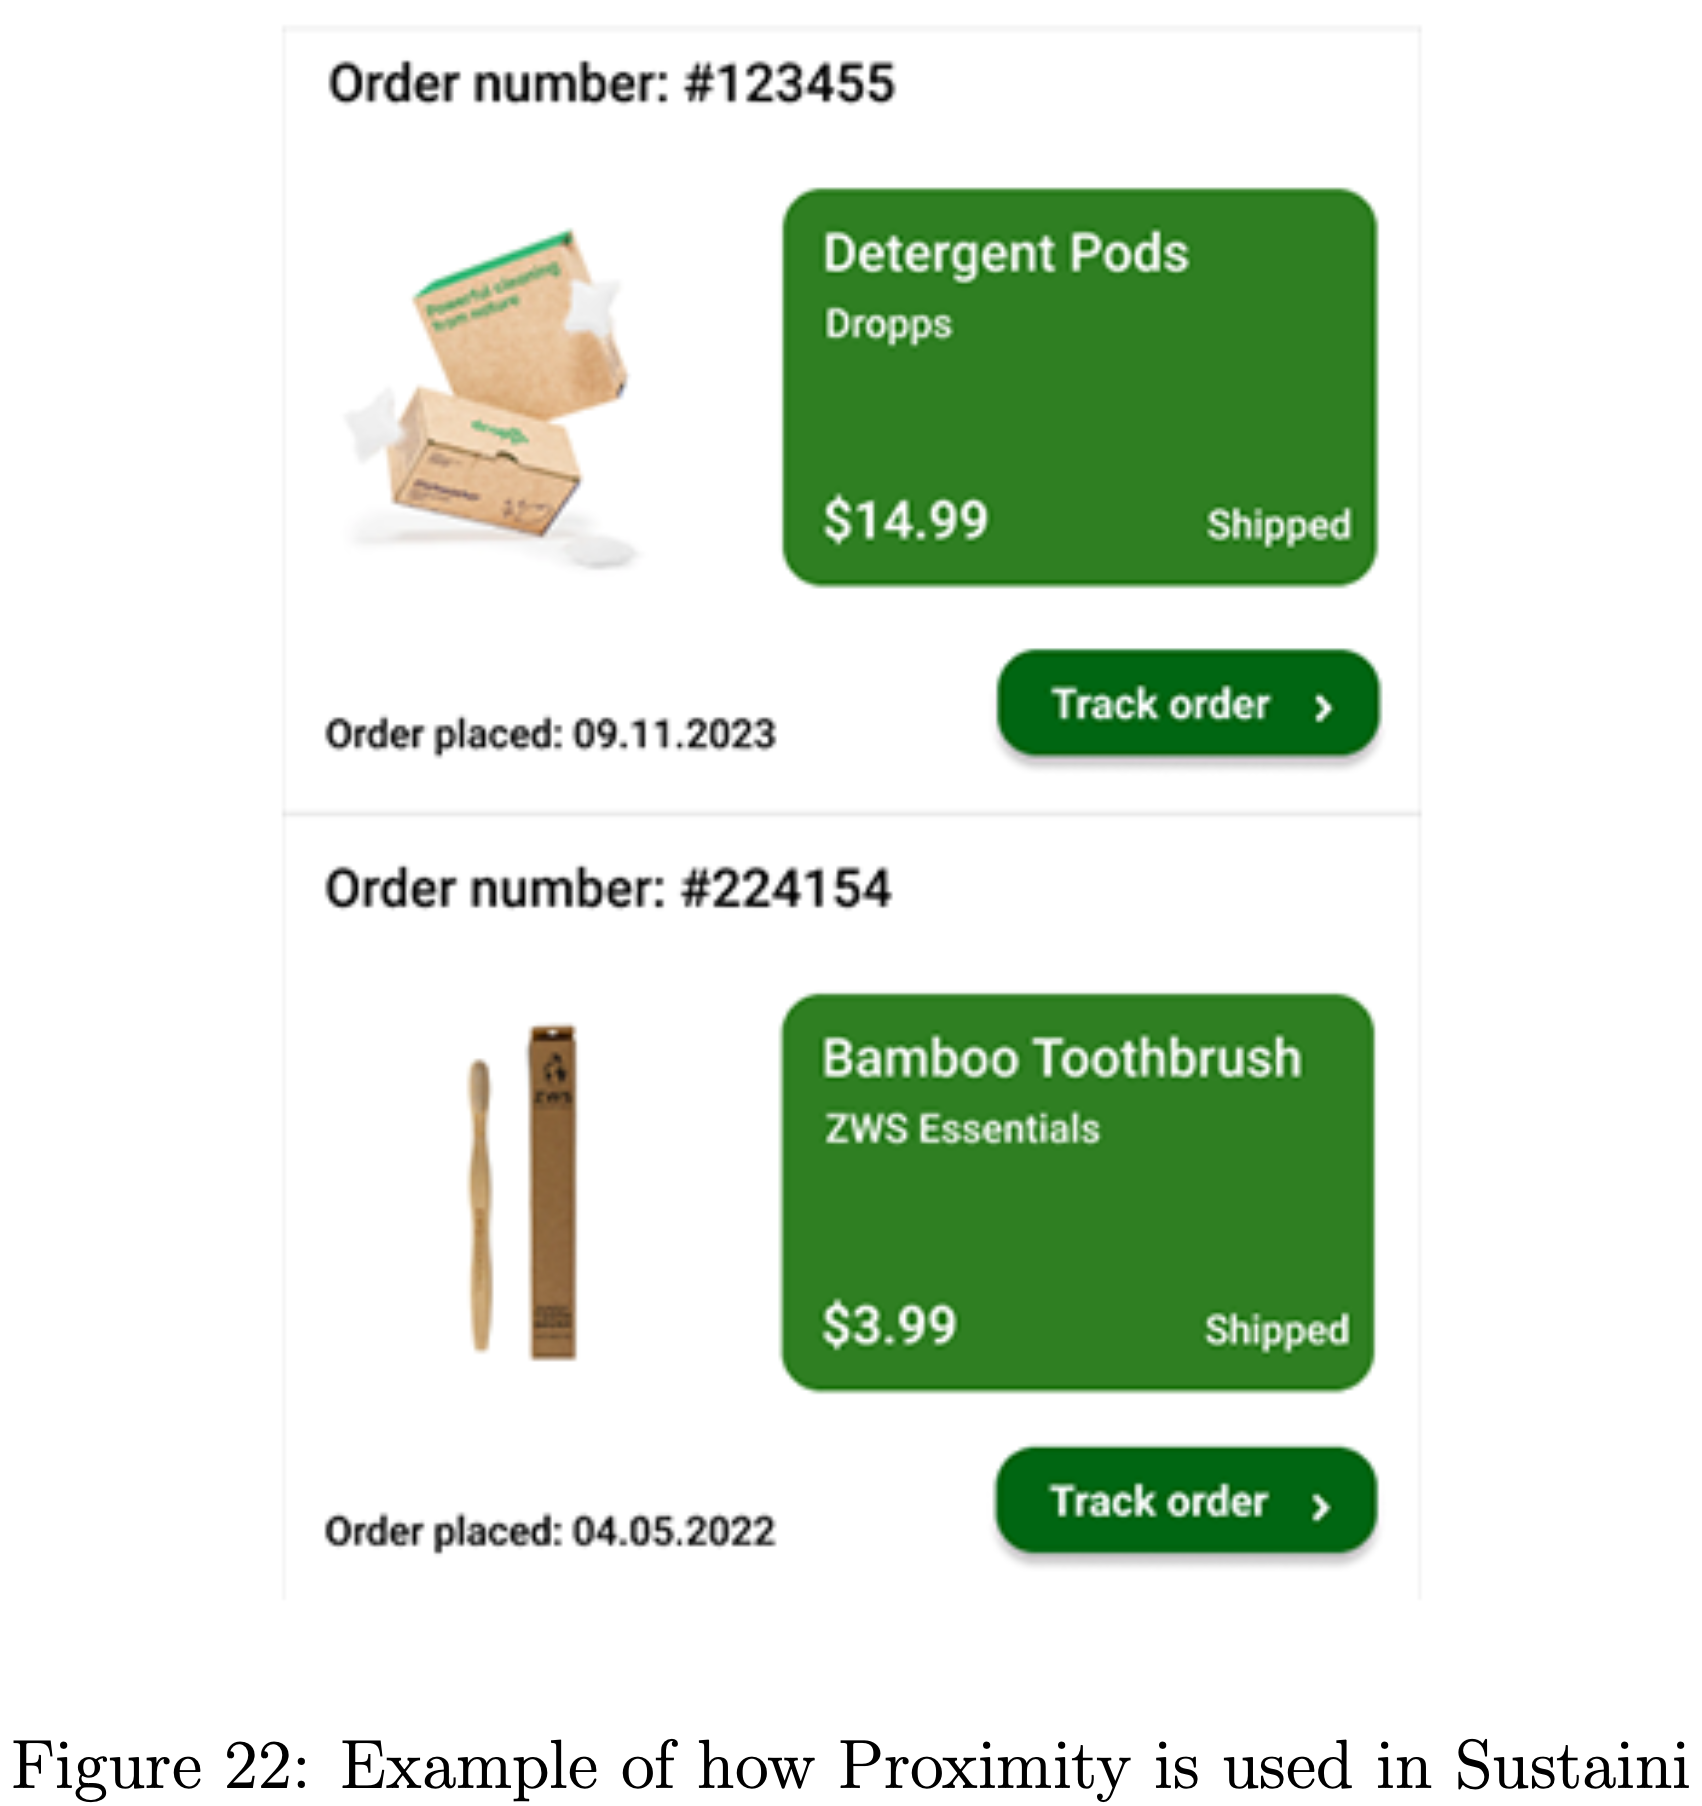 Order number: #123455
Powerful cleaning
from nature
dropps
Detergent Pods
Dropps
$14.99 Shipped
Order placed: 09.11.2023
Track order >
Order number: #224154
ZWS
Bamboo Toothbrush
ZWS Essentials
$3.99 Shipped
Order placed: 04.05.2022
Track order >
Figure 22: Example of how Proximity is used in Sustaini